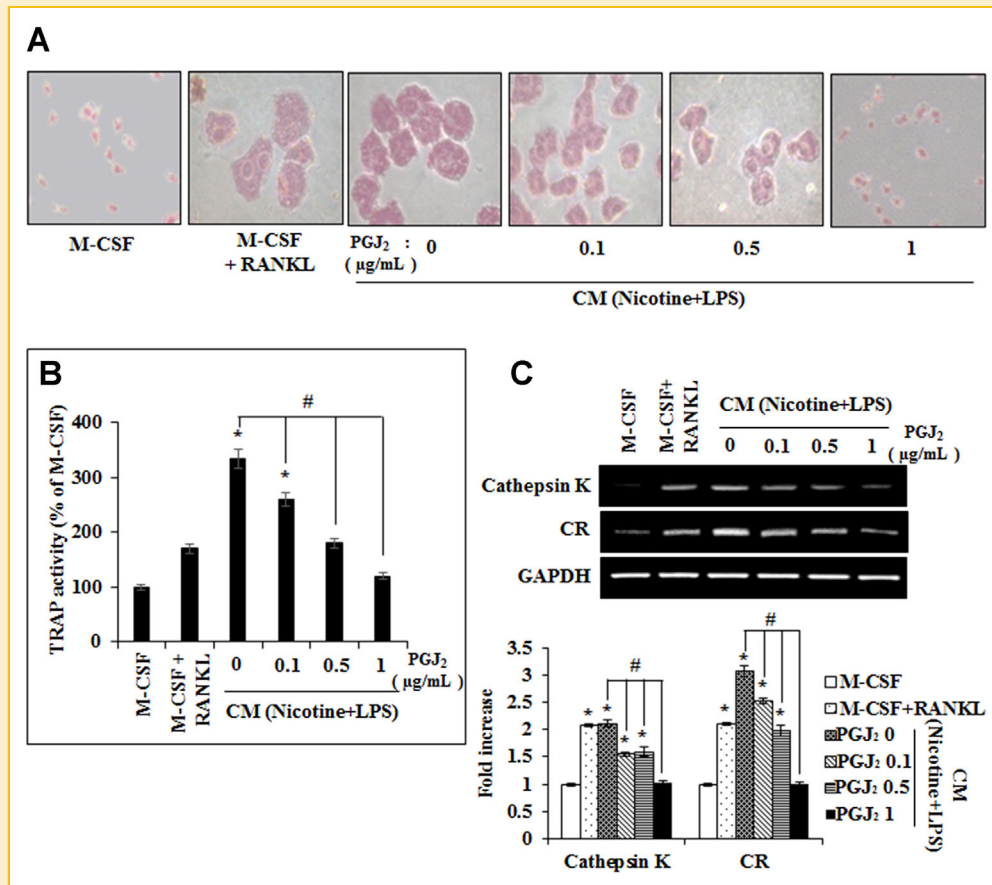 A
M-CSF
M-CSF
+ RANKL
PGJ₂ :
( µg/mL )
0
0.1
0.5
1
CM (Nicotine+LPS)
B
TRAP activity (% of M-CSF)
400
300
200
100
0
#
*
*
M-CSF
M-CSF +
RANKL
0
0.1
0.5
1
PGJ₂
( µg/mL )
CM (Nicotine+LPS)
C
M-CSF
M-CSF+
RANKL
CM (Nicotine+LPS)
0
0.1
0.5
1
PGJ₂
( µg/mL )
Cathepsin K
CR
GAPDH
Fold increase
3.5
3
2.5
2
1.5
1
0.5
0
#
* * * *
#
* * * *
Cathepsin K
CR
M-CSF
M-CSF+RANKL
PGJ₂ 0
PGJ₂ 0.1
PGJ₂ 0.5
PGJ₂ 1
CM
(Nicotine+LPS)